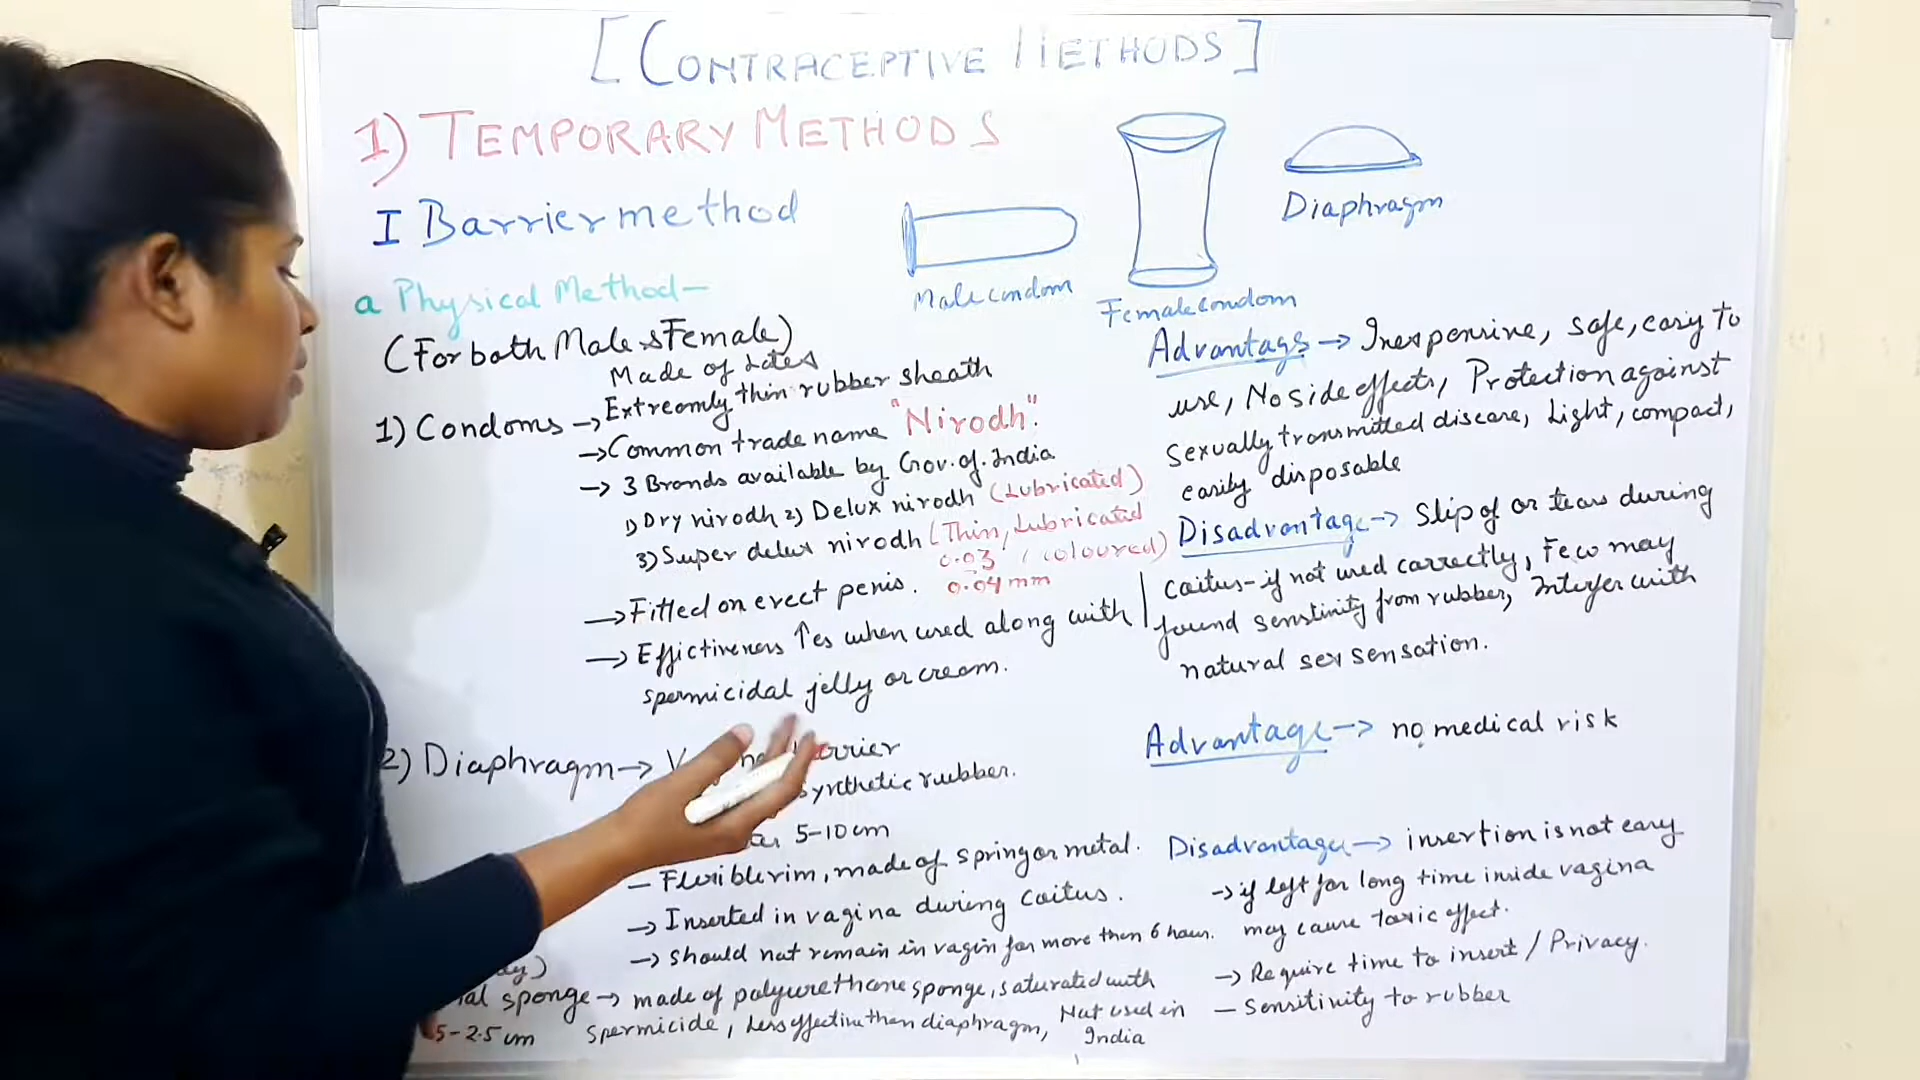 [CONTRACEPTIVE METHODS]
1) TEMPORARY METHODS
I Barrier method
a Physical Method-
(For both Male & Female)
Male condom
Female condom
Diaphragm
Made of Latex
1) Condoms → Extreomly thin rubber sheath
→ Common trade name "Nirodh".
→ 3 Brands available by Gov. of. India
1) Dry nirodh 2) Delux nirodh (Lubricated)
3) Super delux nirodh (Thin, Lubricated
0.03 / coloured)
0.04 mm
→ Fitted on erect penis.
→ Effictiveness ↑es when used along with
spermicidal jelly or cream.
Advantags → Inexpensive, safe, easy to
use, No side effects, Protection against
sexually transmitted disease, Light, compact,
easily disposable
Disadvantage → Slip of or tears during
coitus - if not used correctly, Few may
found senstinity from rubber, Interfer with
natural sex sensation.
2) Diaphragm →
synthetic rubber.
5-10 cm
- Flexible rim, made of spring or metal.
→ Inserted in vagina during coitus.
→ should not remain in vagin for more then 6 hour.
Advantage → no medical risk
Disadvantage → insertion is not easy
→ if left for long time inside vagina
may cause toxic effect.
→ Require time to insert / Privacy.
- Sensitivity to rubber
sponge → made of polyurethane sponge, saturated with
5-2.5 cm spermicide, Less effective than diaphragm, Not used in
India